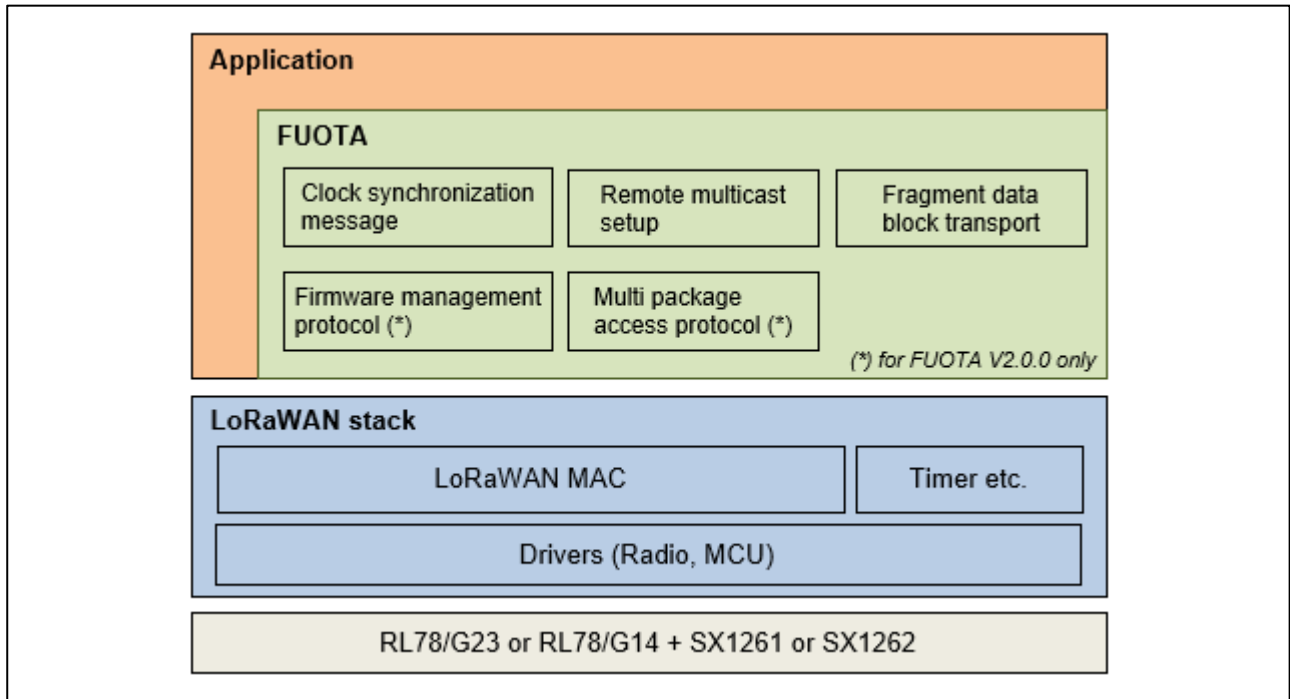 Application
FUOTA
Clock synchronization
message
Remote multicast
setup
Fragment data
block transport
Firmware management
protocol (*)
Multi package
access protocol (*)
(*) for FUOTA V2.0.0 only
LoRaWAN stack
LoRaWAN MAC
Timer etc.
Drivers (Radio, MCU)
RL78/G23 or RL78/G14 + SX1261 or SX1262